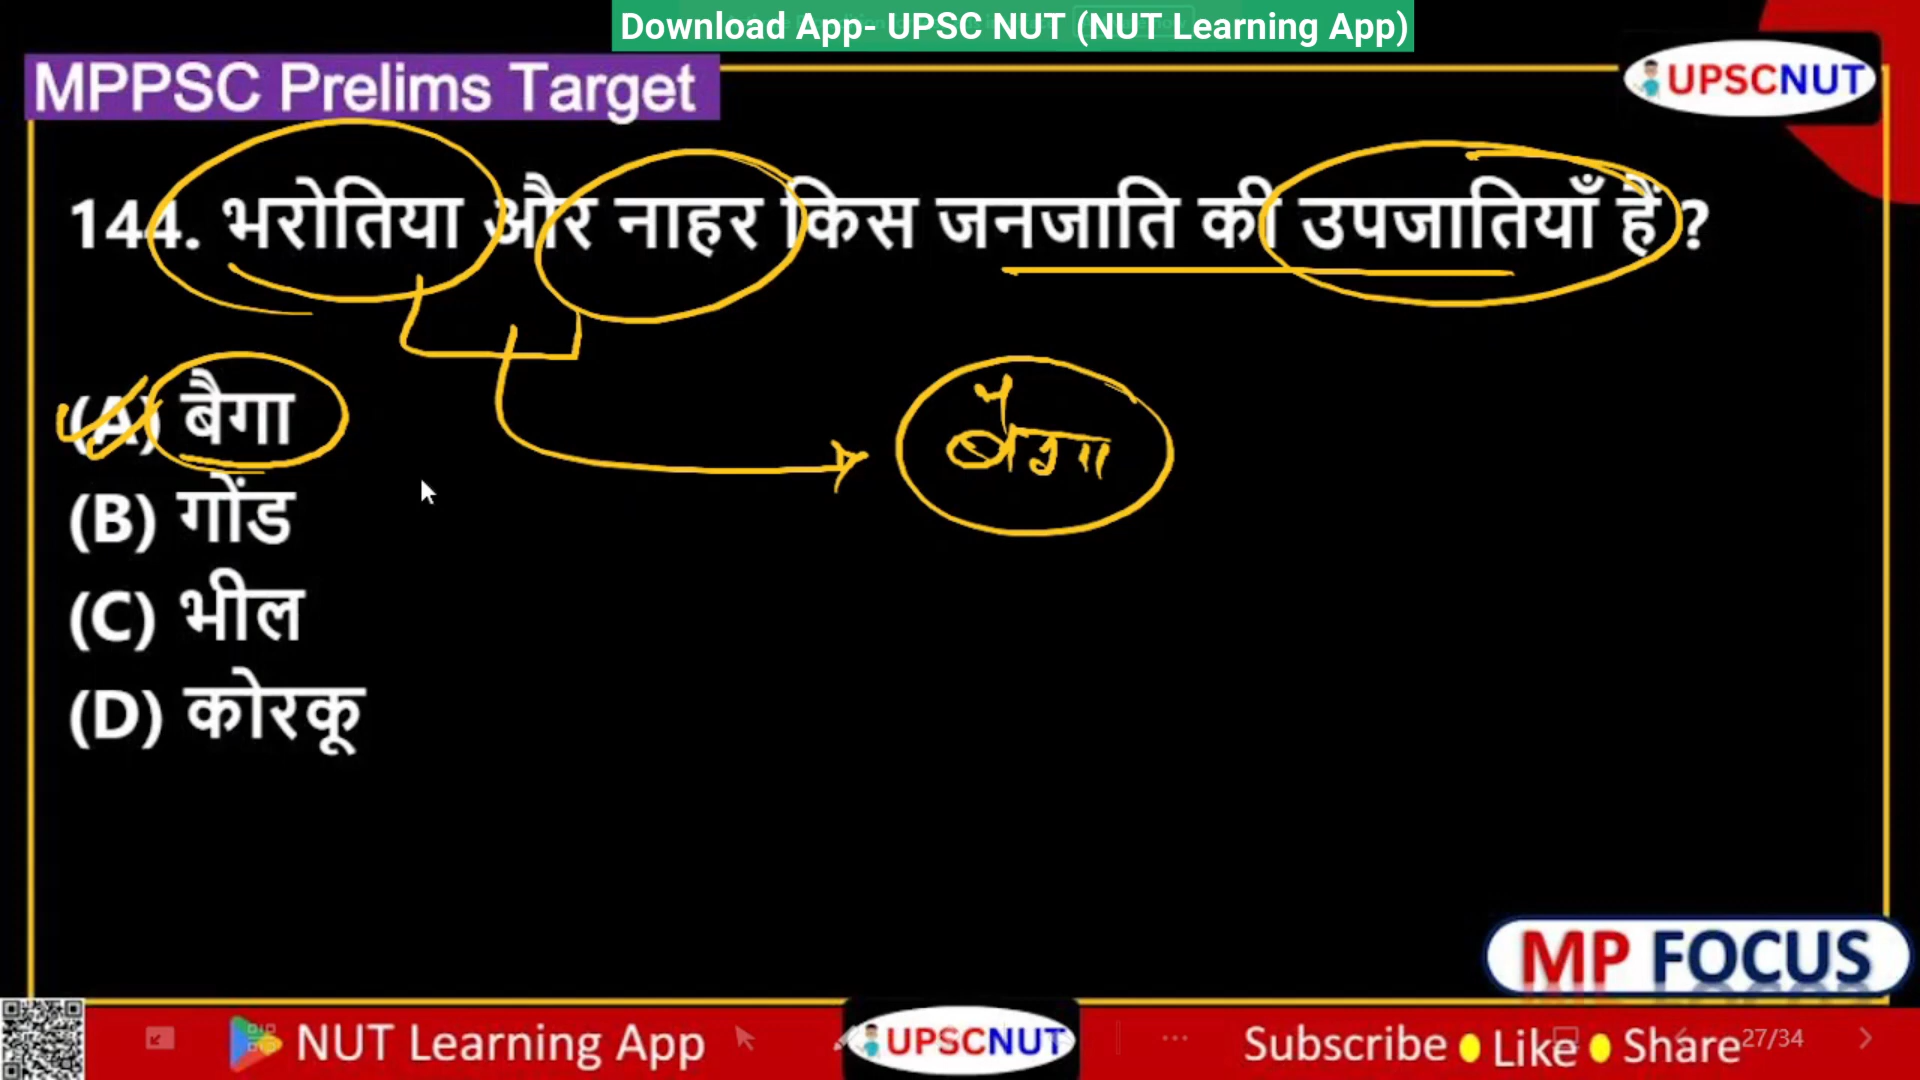 Download App- UPSC NUT (NUT Learning App)
MPPSC Prelims Target
UPSCNUT
144. भरोतिया और नाहर किस जनजाति की उपजातियाँ हैं ?
(A) बैगा
बैगा
(B) गोंड
(C) भील
(D) कोरकू
MP FOCUS
NUT Learning App
UPSCNUT
Subscribe Like Share
27/34